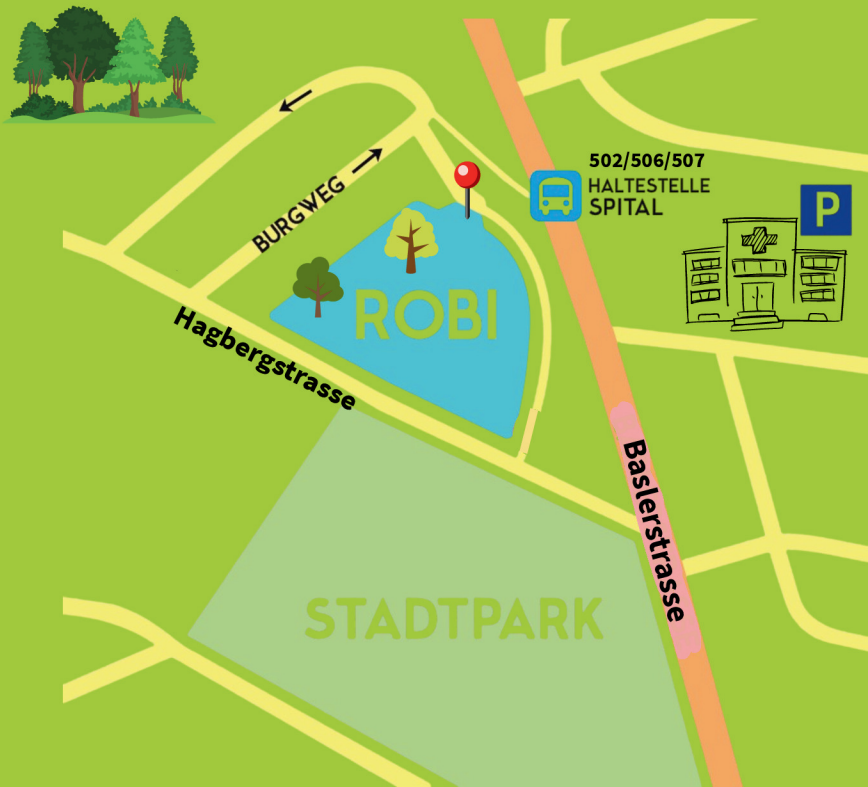 502/506/507
HALTESTELLE
SPITAL
P
BURGWEG
ROBI
Hagbergstrasse
Baslerstrasse
STADTPARK